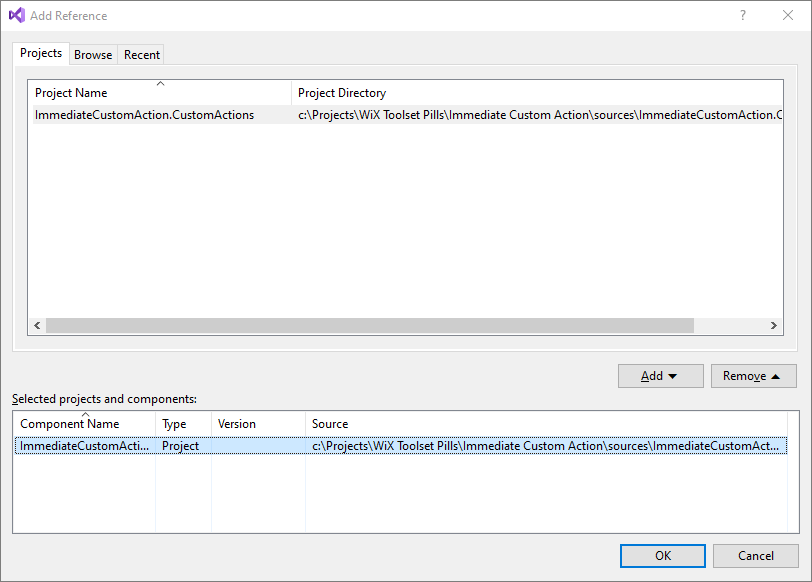 Add Reference
?
Projects Browse Recent
Project Name Project Directory
ImmediateCustomAction.CustomActions c:\Projects\WiX Toolset Pills\Immediate Custom Action\sources\ImmediateCustomAction.C
Add Remove
Selected projects and components:
Component Name Type Version Source
ImmediateCustomActi... Project c:\Projects\WiX Toolset Pills\Immediate Custom Action\sources\ImmediateCustomAct...
OK Cancel